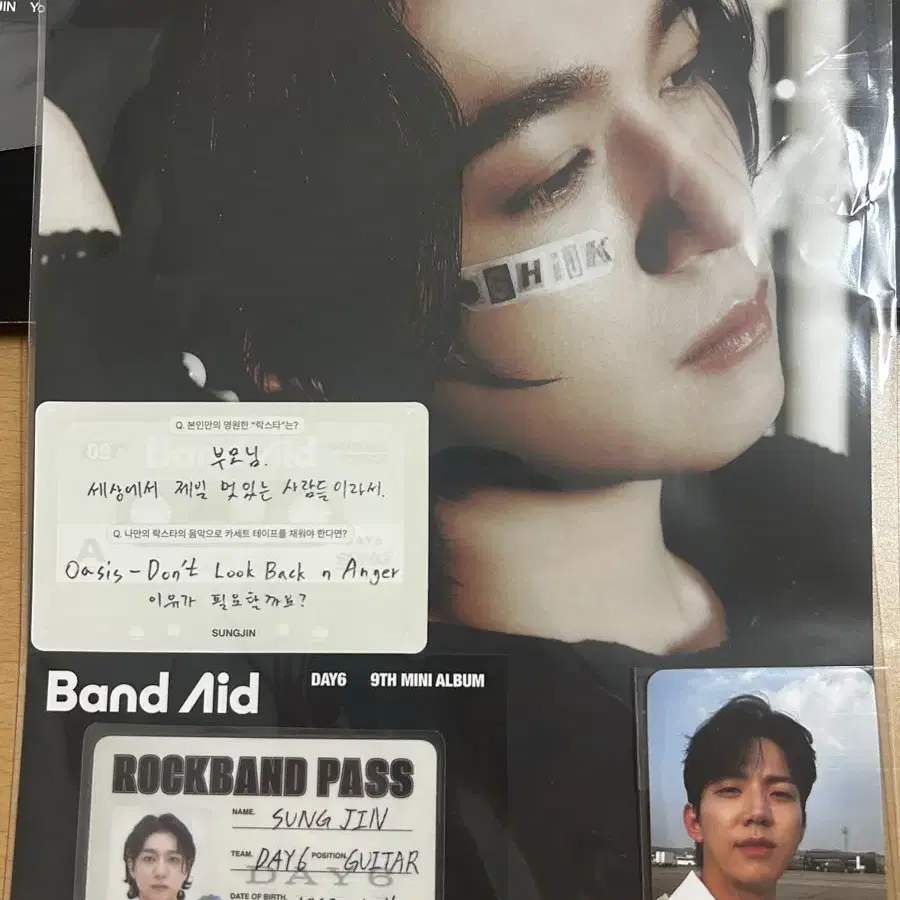 JIN Yo
CHIIK
Q. 본인만의 영원한 "락스타"는?
부모님.
세상에서 제일 멋있는 사람들이라서.
Q. 나만의 락스타의 음악으로 카세트 테이프를 채워야 한다면?
Oasis - Don't Look Back n Anger
이유가 필요할까요?
SUNGJIN
Band Aid
DAY6 9TH MINI ALBUM
ROCKBAND PASS
NAME. SUNG JIN
TEAM. DAY6 POSITION. GUITAR
DAY6
DATE OF BIRTH.